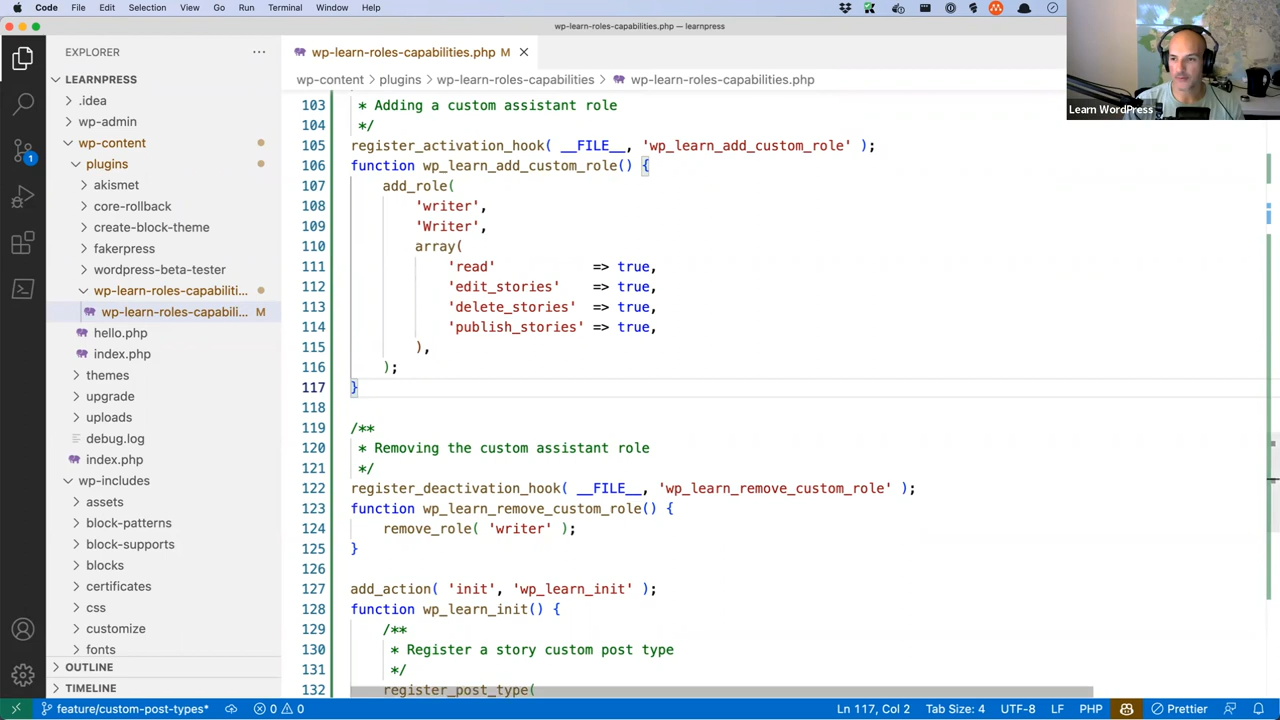 Code File Edit Selection View Go Run Terminal Window Help
wp-learn-roles-capabilities.php — learnpress
EXPLORER
LEARNPRESS
.idea
wp-admin
wp-content
plugins
akismet
core-rollback
create-block-theme
fakerpress
wordpress-beta-tester
wp-learn-roles-capabiliti...
wp-learn-roles-capabili... M
hello.php
index.php
themes
upgrade
uploads
debug.log
index.php
wp-includes
assets
block-patterns
block-supports
blocks
certificates
css
customize
fonts
OUTLINE
TIMELINE
1
wp-learn-roles-capabilities.php M
wp-content > plugins > wp-learn-roles-capabilities > wp-learn-roles-capabilities.php
103 * Adding a custom assistant role
104 */
105 register_activation_hook( __FILE__, 'wp_learn_add_custom_role' );
106 function wp_learn_add_custom_role() {
107 add_role(
108 'writer',
109 'Writer',
110 array(
111 'read' => true,
112 'edit_stories' => true,
113 'delete_stories' => true,
114 'publish_stories' => true,
115 ),
116 );
117 }
118
119 /**
120 * Removing the custom assistant role
121 */
122 register_deactivation_hook( __FILE__, 'wp_learn_remove_custom_role' );
123 function wp_learn_remove_custom_role() {
124 remove_role( 'writer' );
125 }
126
127 add_action( 'init', 'wp_learn_init' );
128 function wp_learn_init() {
129 /**
130 * Register a story custom post type
131 */
132 register_post_type(
Learn WordPress
feature/custom-post-types* 0 0 Ln 117, Col 2 Tab Size: 4 UTF-8 LF PHP Prettier